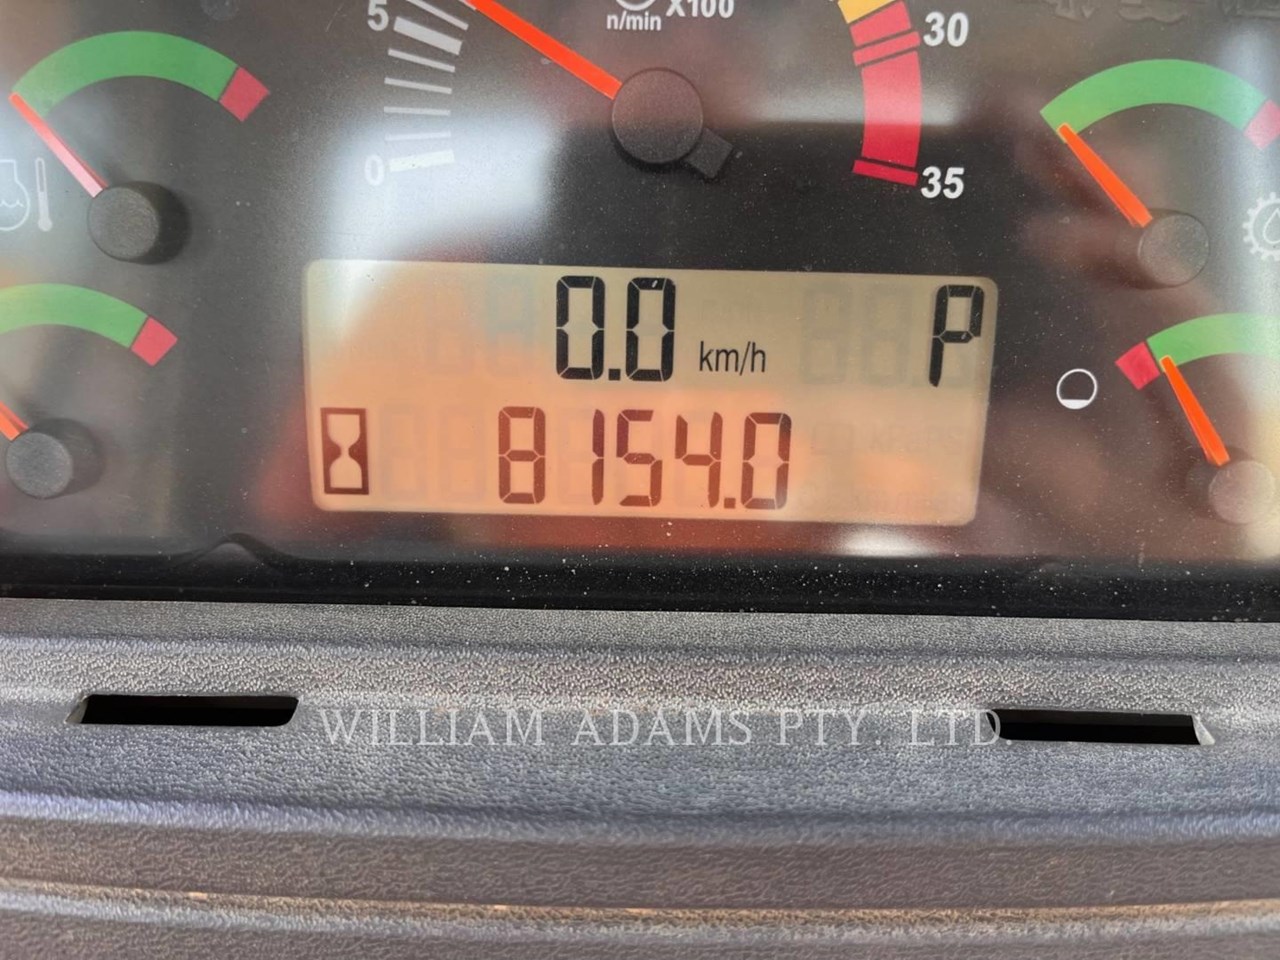 5
n/min X100
30
0
35
0.0 km/h P
8154.0
WILLIAM ADAMS PTY. LTD.